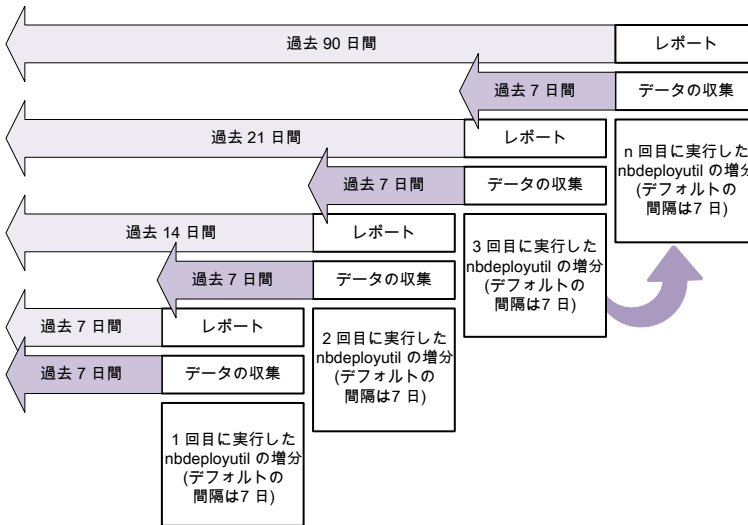 過去 90 日間
レポート
過去 7 日間
データの収集
過去 21 日間
レポート
n 回目に実行した
nbdeployutil の増分
(デフォルトの
間隔は7 日)
過去 7 日間
データの収集
過去 14 日間
レポート
3 回目に実行した
nbdeployutil の増分
(デフォルトの
間隔は7 日)
過去 7 日間
データの収集
過去 7 日間
レポート
2 回目に実行した
nbdeployutil の増分
(デフォルトの
間隔は7 日)
過去 7 日間
データの収集
1 回目に実行した
nbdeployutil の増分
(デフォルトの
間隔は7 日)